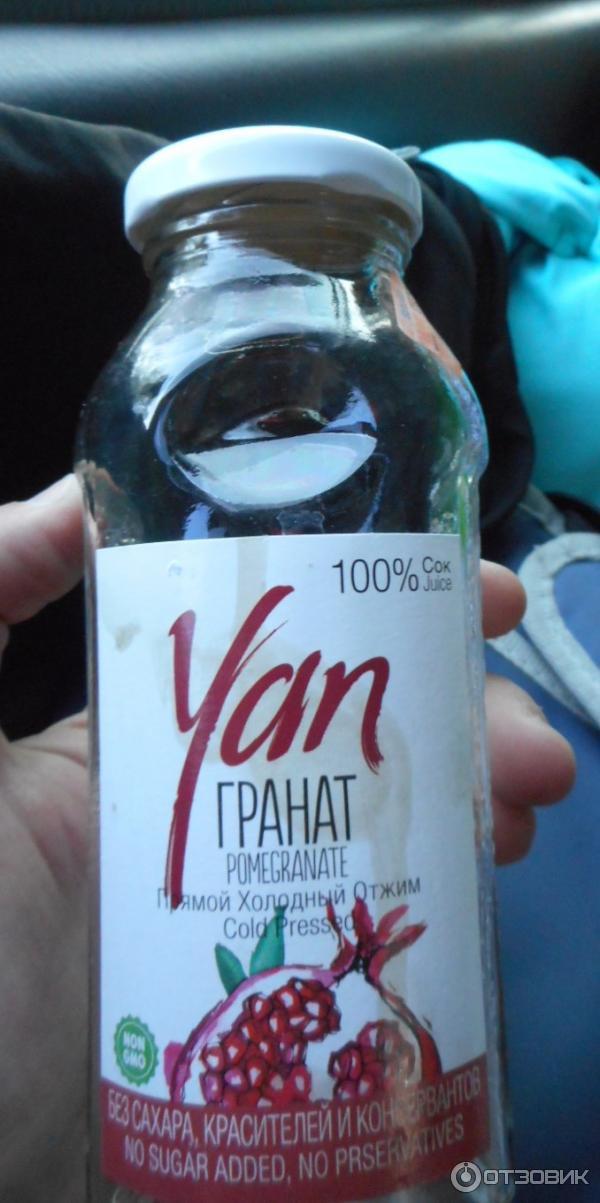 100% Сок
Juice
Yan
ГРАНАТ
POMEGRANATE
Прямой Холодный Отжим
Cold Pressed
NON
GMO
БЕЗ САХАРА, КРАСИТЕЛЕЙ И КОНСЕРВАНТОВ
NO SUGAR ADDED, NO PRSERVATIVES
ОТЗОВИК